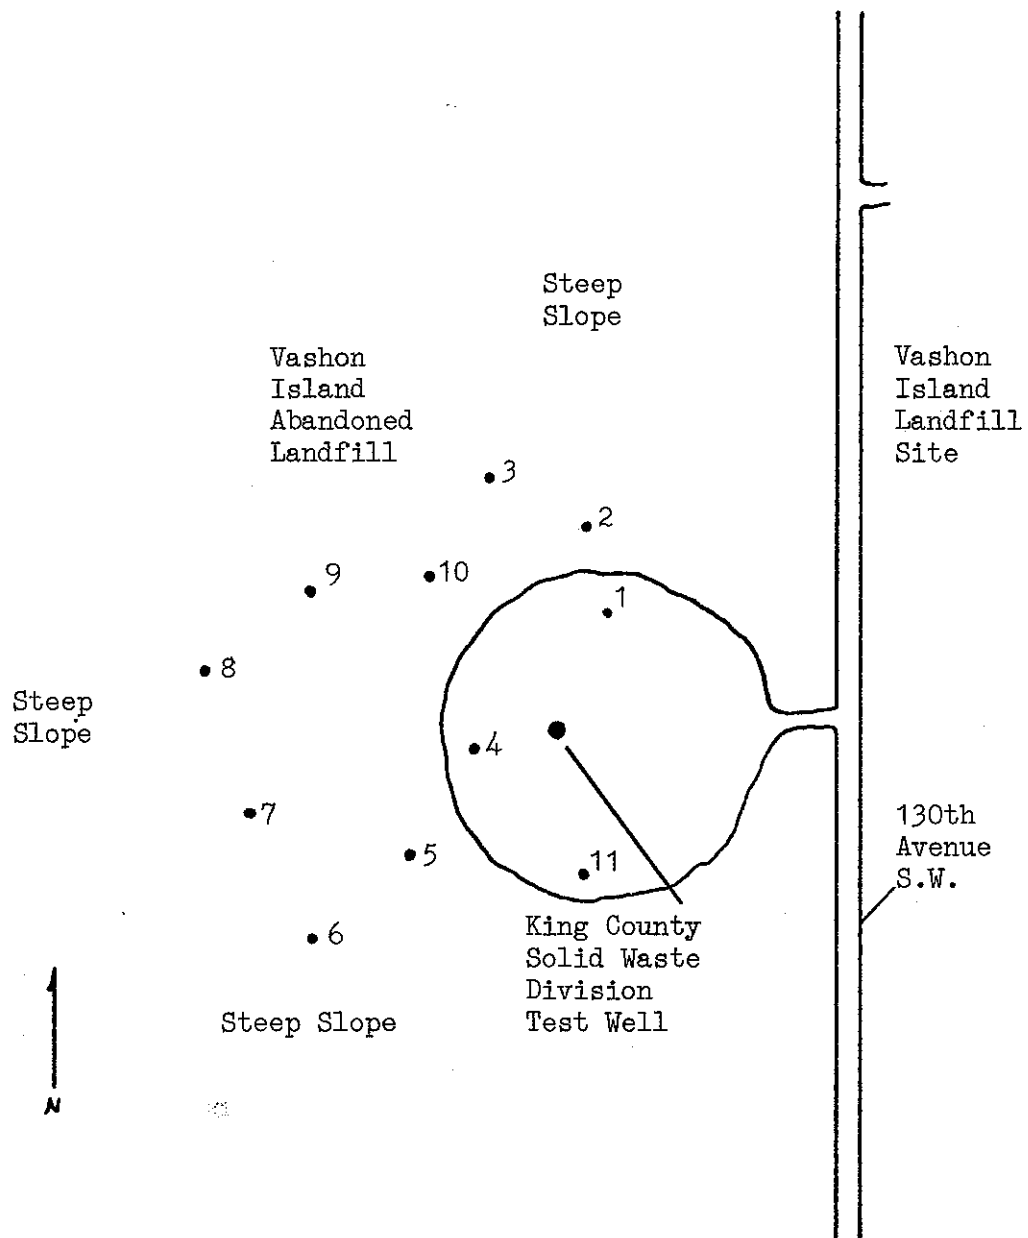 Steep
Slope
Vashon
Island
Abandoned
Landfill
Vashon
Island
Landfill
Site
3
2
9
10
1
8
Steep
Slope
4
7
5
11
130th
Avenue
S.W.
6
King County
Solid Waste
Division
Test Well
Steep Slope
N